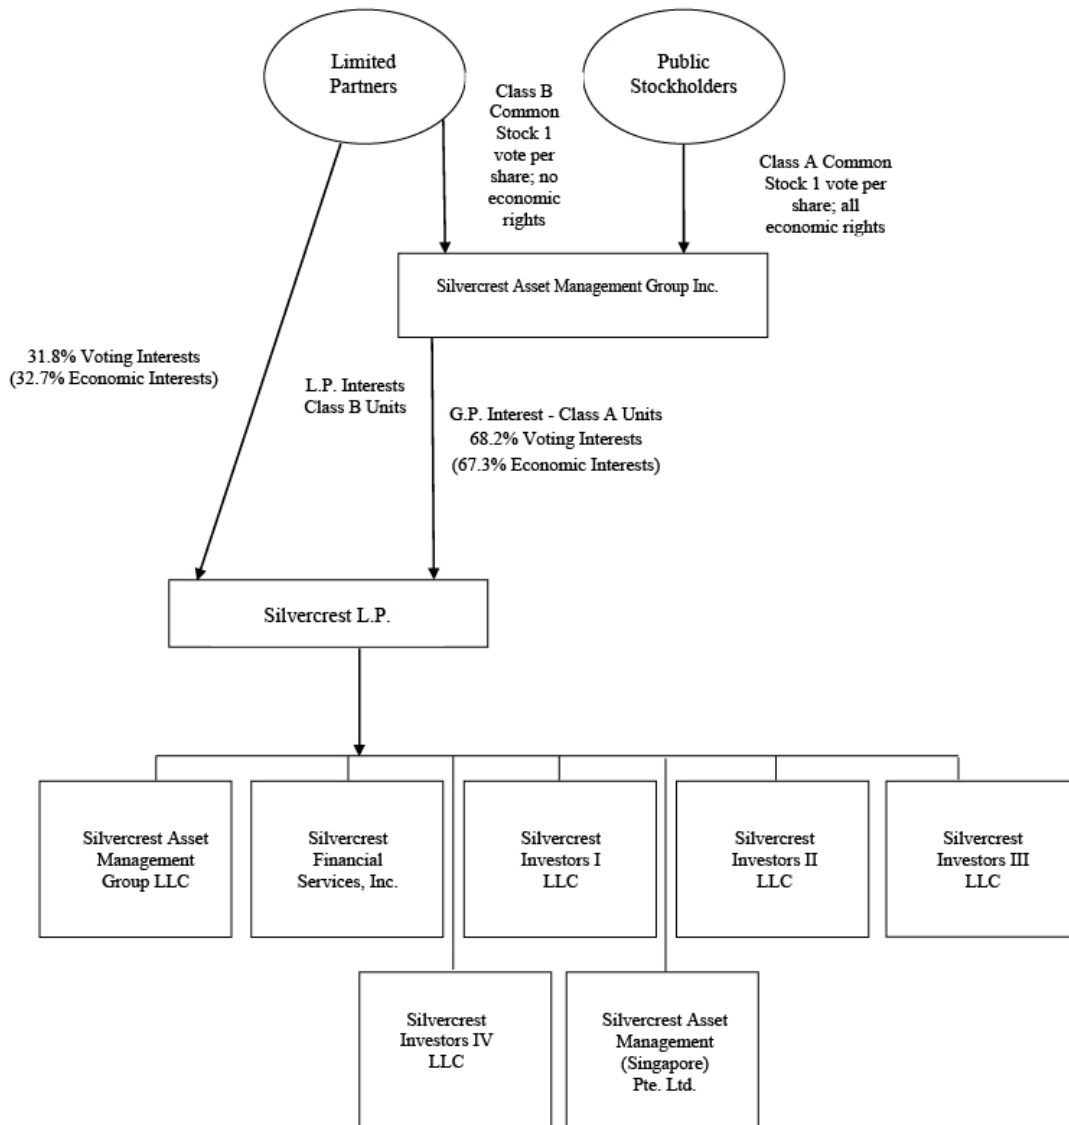 Limited
Partners
Public
Stockholders
Class B
Common
Stock 1
vote per
share; no
economic
rights
Class A Common
Stock 1 vote per
share; all
economic rights
Silvercrest Asset Management Group Inc.
31.8% Voting Interests
(32.7% Economic Interests)
L.P. Interests
Class B Units
G.P. Interest - Class A Units
68.2% Voting Interests
(67.3% Economic Interests)
Silvercrest L.P.
Silvercrest Asset
Management
Group LLC
Silvercrest
Financial
Services, Inc.
Silvercrest
Investors I
LLC
Silvercrest
Investors II
LLC
Silvercrest
Investors III
LLC
Silvercrest
Investors IV
LLC
Silvercrest Asset
Management
(Singapore)
Pte. Ltd.